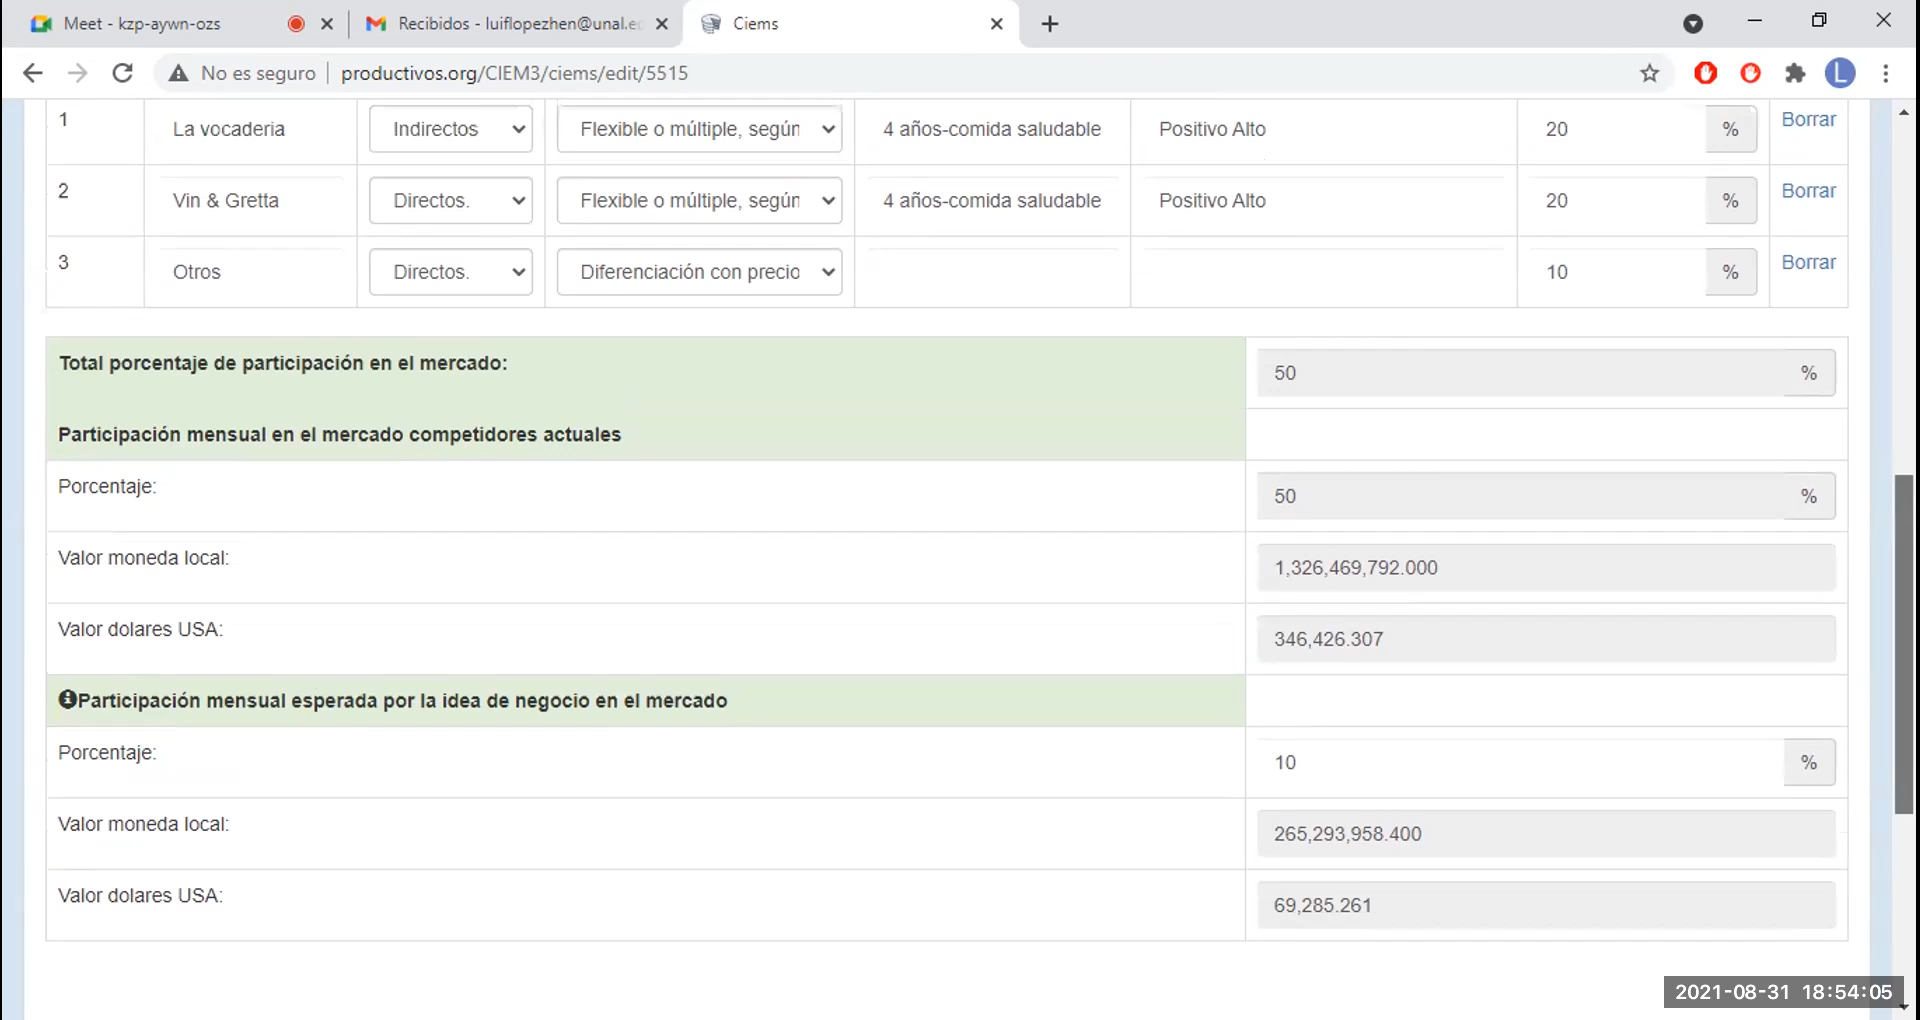 Meet - kzp-aywn-ozs
Recibidos - luiflopezhen@unal.e
Ciems
No es seguro productivos.org/CIEM3/ciems/edit/5515
L
1 La vocaderia Indirectos Flexible o múltiple, según 4 años-comida saludable Positivo Alto 20 % Borrar
2 Vin & Gretta Directos. Flexible o múltiple, según 4 años-comida saludable Positivo Alto 20 % Borrar
3 Otros Directos. Diferenciación con precio 10 % Borrar
Total porcentaje de participación en el mercado: 50 %
Participación mensual en el mercado competidores actuales
Porcentaje: 50 %
Valor moneda local: 1,326,469,792.000
Valor dolares USA: 346,426.307
Participación mensual esperada por la idea de negocio en el mercado
Porcentaje: 10 %
Valor moneda local: 265,293,958.400
Valor dolares USA: 69,285.261
2021-08-31 18:54:05